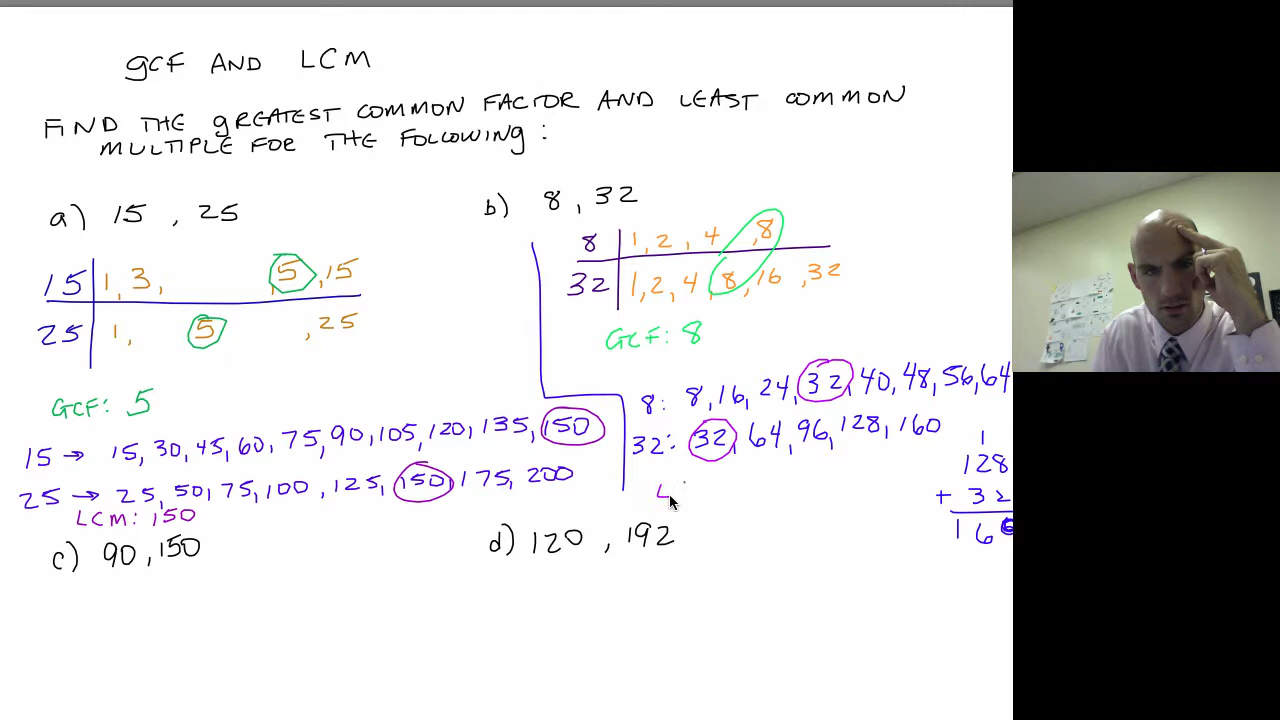 GCF AND LCM
FIND THE GREATEST COMMON FACTOR AND LEAST COMMON
MULTIPLE FOR THE FOLLOWING:
a) 15, 25
15 1, 3, 5, 15
25 1, 5, 25
GCF: 5
15 → 15, 30, 45, 60, 75, 90, 105, 120, 135, 150
25 → 25, 50, 75, 100, 125, 150, 175, 200
LCM: 150
b) 8, 32
8 1, 2, 4, 8
32 1, 2, 4, 8, 16, 32
GCF: 8
8: 8, 16, 24, 32, 40, 48, 56, 64
32: 32, 64, 96, 128, 160
L
1
128
+ 32
160
c) 90, 150
d) 120, 192